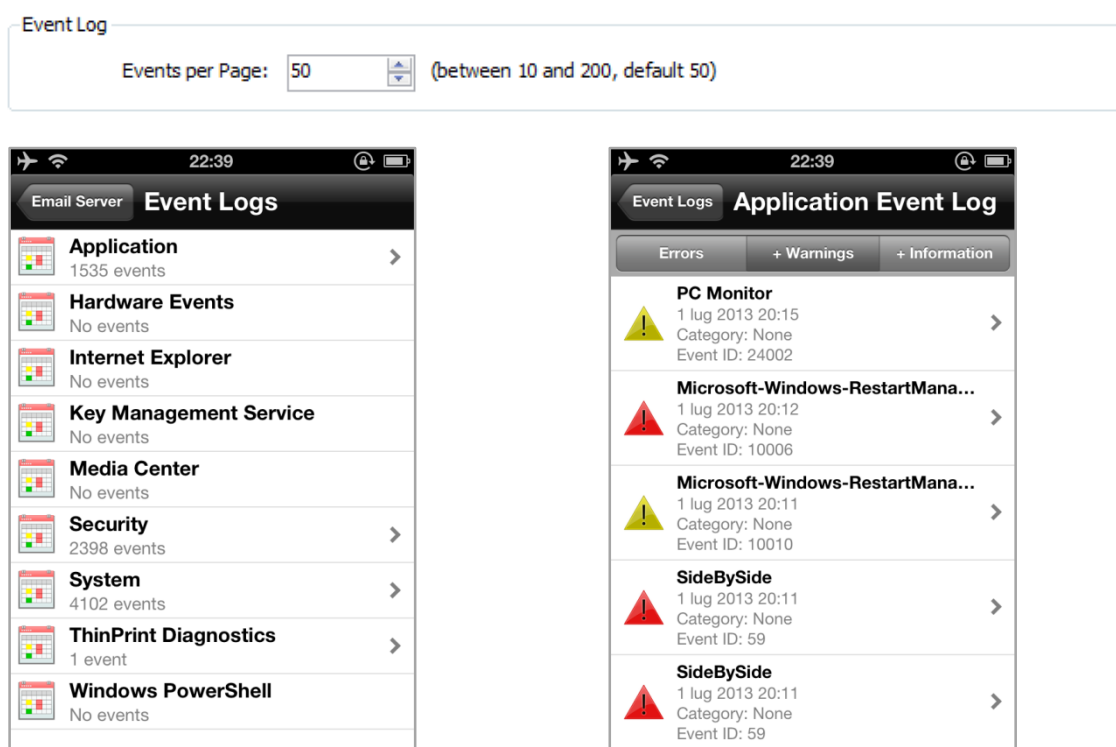 Event Log
Events per Page: 50 (between 10 and 200, default 50)
22:39
Email Server Event Logs
Application
1535 events
Hardware Events
No events
Internet Explorer
No events
Key Management Service
No events
Media Center
No events
Security
2398 events
System
4102 events
ThinPrint Diagnostics
1 event
Windows PowerShell
No events
22:39
Event Logs Application Event Log
Errors + Warnings + Information
PC Monitor
1 lug 2013 20:15
Category: None
Event ID: 24002
Microsoft-Windows-RestartMana...
1 lug 2013 20:12
Category: None
Event ID: 10006
Microsoft-Windows-RestartMana...
1 lug 2013 20:11
Category: None
Event ID: 10010
SideBySide
1 lug 2013 20:11
Category: None
Event ID: 59
SideBySide
1 lug 2013 20:11
Category: None
Event ID: 59